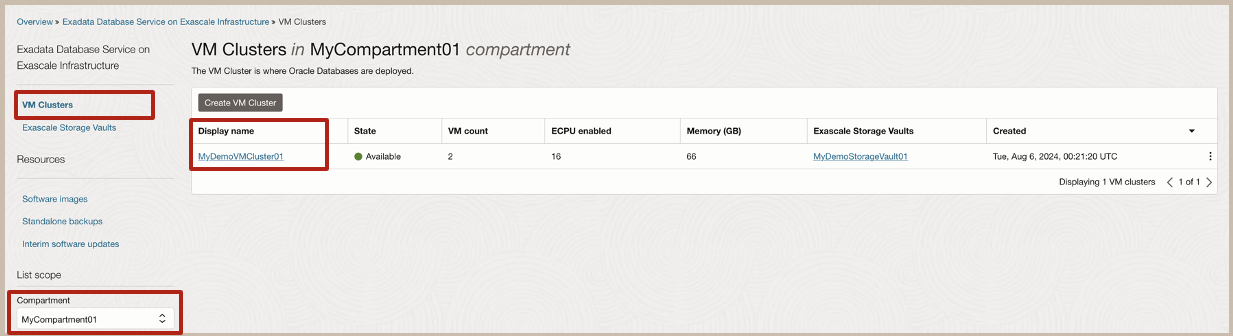 Overview » Exadata Database Service on Exascale Infrastructure » VM Clusters
Exadata Database Service on
Exascale Infrastructure
VM Clusters
Exascale Storage Vaults
Resources
Software images
Standalone backups
Interim software updates
List scope
Compartment
MyCompartment01
VM Clusters in MyCompartment01 compartment
The VM Cluster is where Oracle Databases are deployed.
Create VM Cluster
Display name State VM count ECPU enabled Memory (GB) Exascale Storage Vaults Created
MyDemoVMCluster01 Available 2 16 66 MyDemoStorageVault01 Tue, Aug 6, 2024, 00:21:20 UTC
Displaying 1 VM clusters < 1 of 1 >